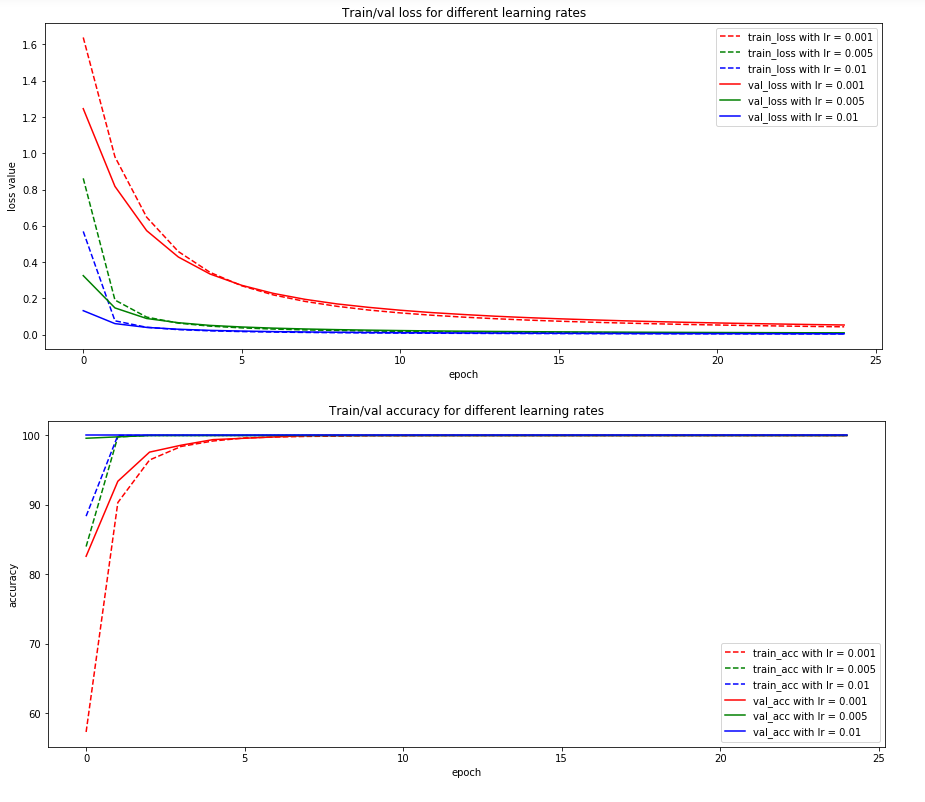 Train/val loss for different learning rates
1.6
1.4
1.2
1.0
0.8
0.6
0.4
0.2
0.0
loss value
train_loss with lr = 0.001
train_loss with lr = 0.005
train_loss with lr = 0.01
val_loss with lr = 0.001
val_loss with lr = 0.005
val_loss with lr = 0.01
0 5 10 15 20 25
epoch
Train/val accuracy for different learning rates
100
90
80
70
60
accuracy
train_acc with lr = 0.001
train_acc with lr = 0.005
train_acc with lr = 0.01
val_acc with lr = 0.001
val_acc with lr = 0.005
val_acc with lr = 0.01
0 5 10 15 20 25
epoch